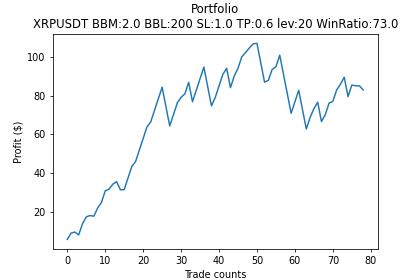 Portfolio
XRPUSDT BBM:2.0 BBL:200 SL:1.0 TP:0.6 lev:20 WinRatio:73.0
100
80
60
40
20
Profit ($)
0 10 20 30 40 50 60 70 80
Trade counts